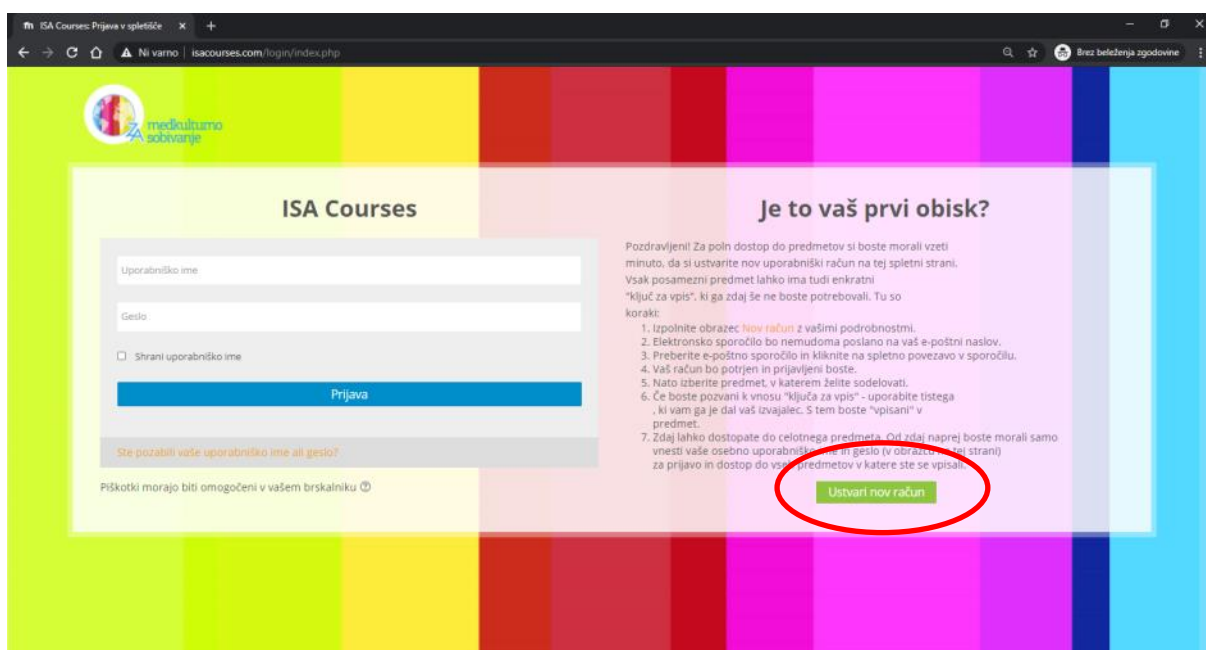 ISA Courses: Prijava v spletišče
Ni varno | isacourses.com/login/index.php
Brez beleženja zgodovine
ZA medkulturno
sobivanje
ISA Courses
Uporabniško ime
Geslo
Shrani uporabniško ime
Prijava
Ste pozabili vaše uporabniško ime ali geslo?
Piškotki morajo biti omogočeni v vašem brskalniku
Je to vaš prvi obisk?
Pozdravljeni! Za poln dostop do predmetov si boste morali vzeti
minuto, da si ustvarite nov uporabniški račun na tej spletni strani.
Vsak posamezni predmet lahko ima tudi enkratni
"ključ za vpis", ki ga zdaj še ne boste potrebovali. Tu so
koraki:
1. Izpolnite obrazec Nov račun z vašimi podrobnostmi.
2. Elektronsko sporočilo bo nemudoma poslano na vaš e-poštni naslov.
3. Preberite e-poštno sporočilo in kliknite na spletno povezavo v sporočilu.
4. Vaš račun bo potrjen in prijavljeni boste.
5. Nato izberite predmet, v katerem želite sodelovati.
6. Če boste pozvani k vnosu "ključa za vpis" - uporabite tistega
, ki vam ga je dal vaš izvajalec. S tem boste "vpisani" v
predmet.
7. Zdaj lahko dostopate do celotnega predmeta. Od zdaj naprej boste morali samo
vnesti vaše osebno uporabniško ime in geslo (v obrazcu na tej strani)
za prijavo in dostop do vseh predmetov v katere ste se vpisali.
Ustvari nov račun